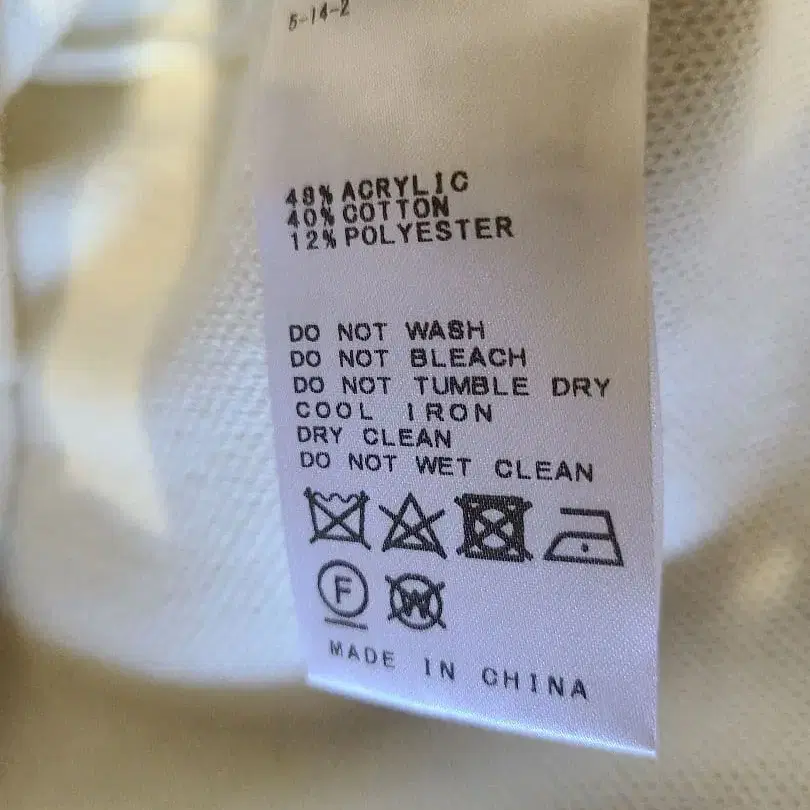 5-14-2
48% ACRYLIC
40% COTTON
12% POLYESTER
DO NOT WASH
DO NOT BLEACH
DO NOT TUMBLE DRY
COOL IRON
DRY CLEAN
DO NOT WET CLEAN
F W
MADE IN CHINA